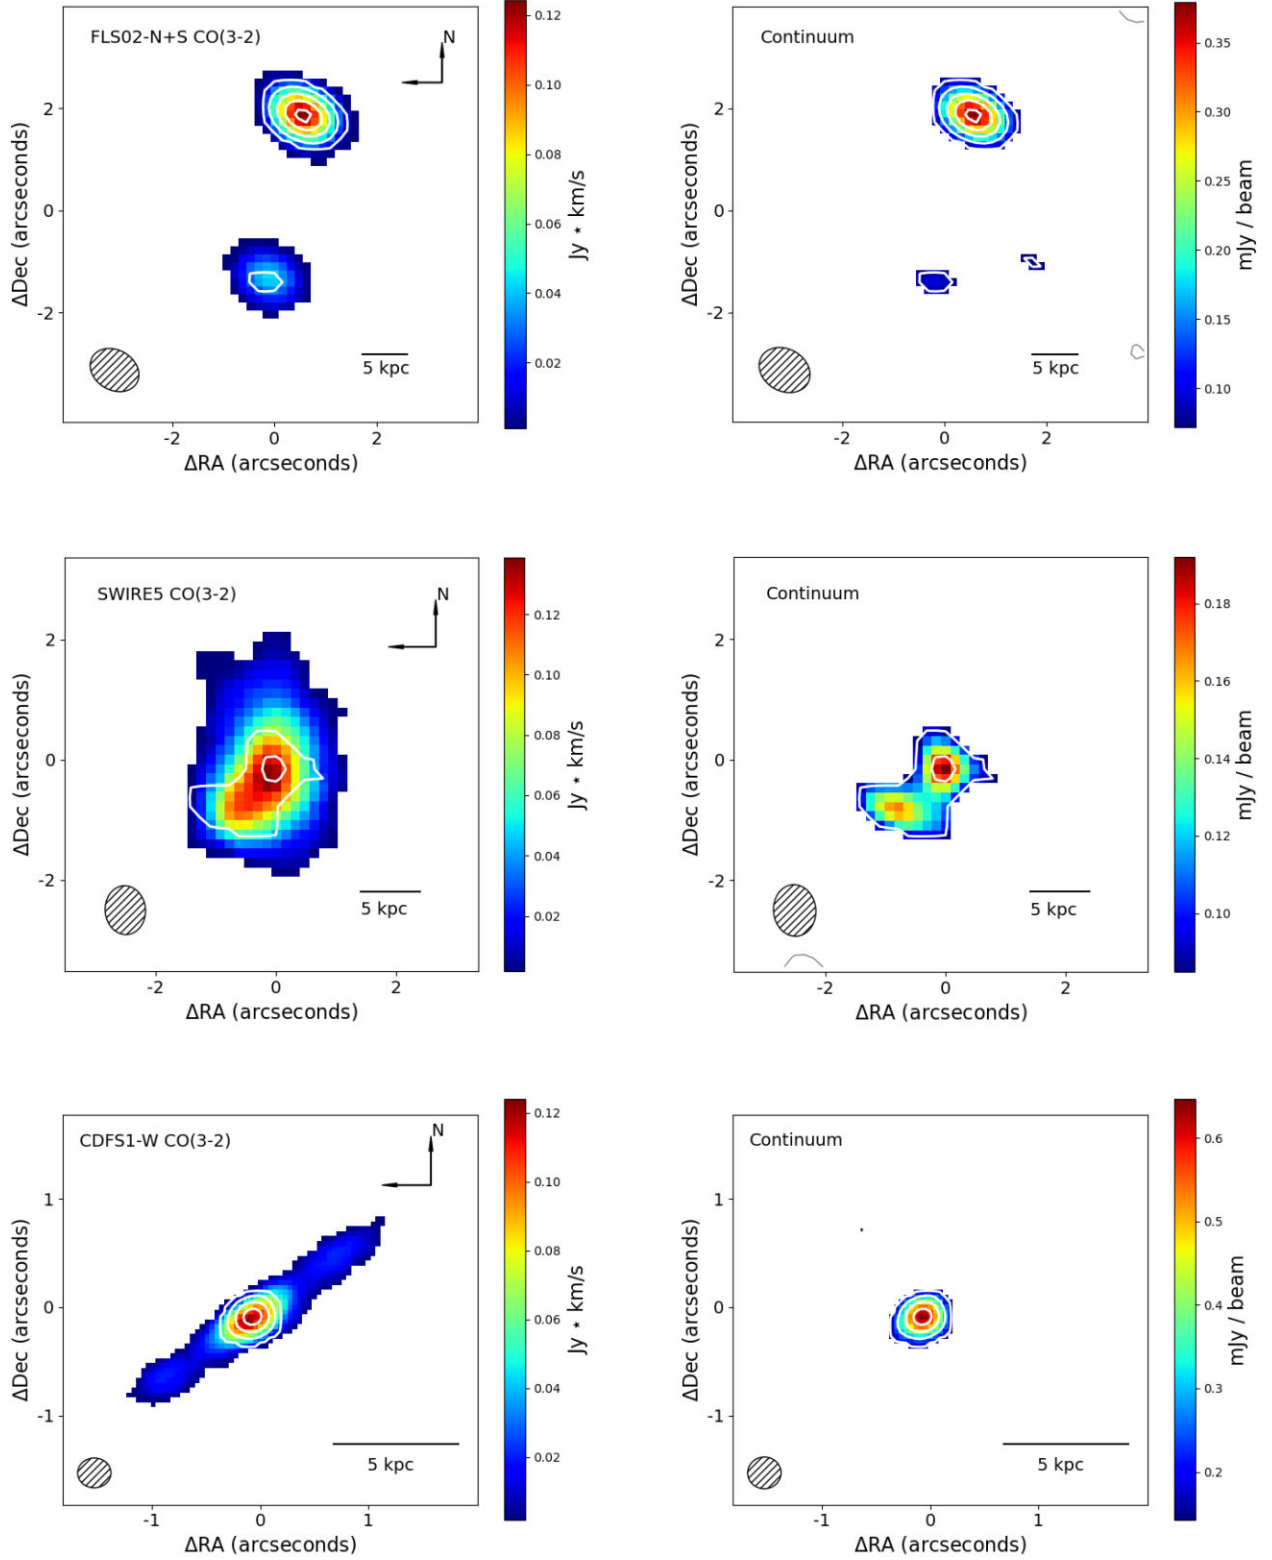 FLS02-N+S CO(3-2)
N
5 kpc
2
0
-2
-2 0 2
ΔRA (arcseconds)
ΔDec (arcseconds)
0.12
0.10
0.08
0.06
0.04
0.02
Jy * km/s
Continuum
5 kpc
2
0
-2
-2 0 2
ΔRA (arcseconds)
ΔDec (arcseconds)
0.35
0.30
0.25
0.20
0.15
0.10
mJy / beam
SWIRE5 CO(3-2)
N
5 kpc
2
0
-2
-2 0 2
ΔRA (arcseconds)
ΔDec (arcseconds)
0.12
0.10
0.08
0.06
0.04
0.02
Jy * km/s
Continuum
5 kpc
2
0
-2
-2 0 2
ΔRA (arcseconds)
ΔDec (arcseconds)
0.18
0.16
0.14
0.12
0.10
mJy / beam
CDFS1-W CO(3-2)
N
5 kpc
1
0
-1
-1 0 1
ΔRA (arcseconds)
ΔDec (arcseconds)
0.12
0.10
0.08
0.06
0.04
0.02
Jy * km/s
Continuum
5 kpc
1
0
-1
-1 0 1
ΔRA (arcseconds)
ΔDec (arcseconds)
0.6
0.5
0.4
0.3
0.2
mJy / beam